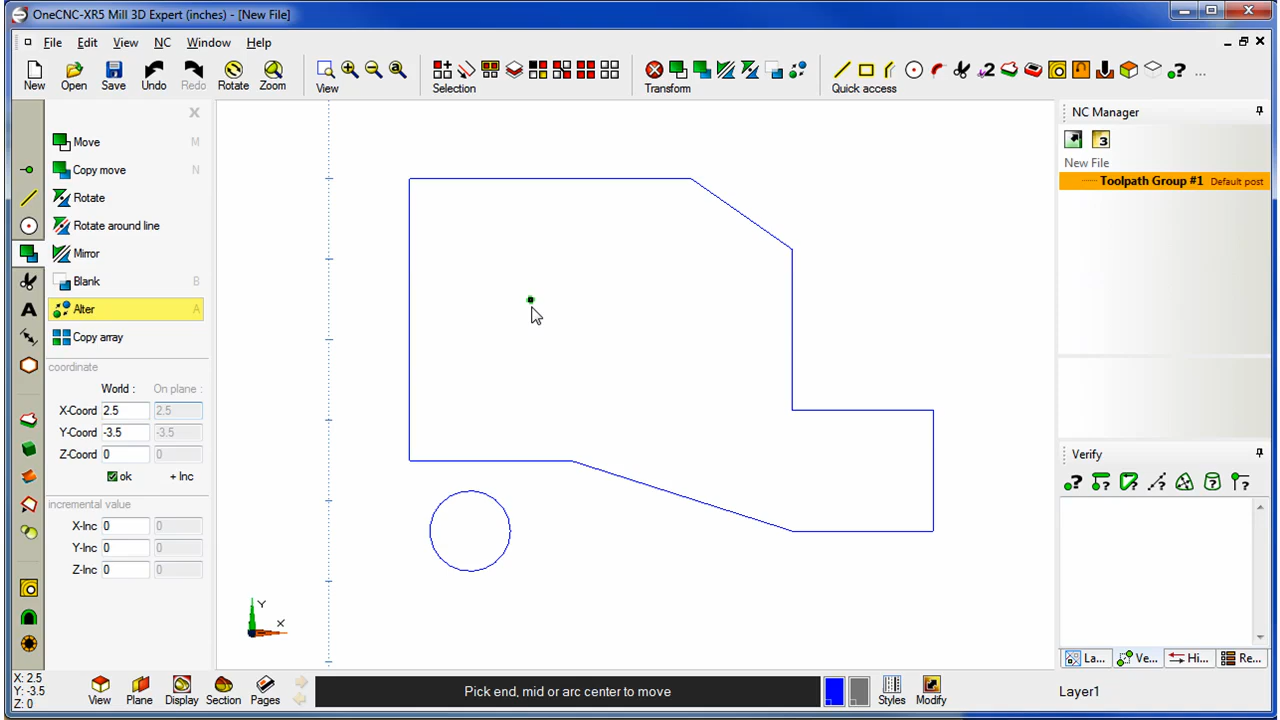 OneCNC-XR5 Mill 3D Expert (inches) - [New File]
File Edit View NC Window Help
New Open Save Undo Redo Rotate Zoom View Selection Transform Quick access ...
Move M
Copy move N
Rotate
Rotate around line
Mirror
Blank B
Alter A
Copy array
coordinate
World : On plane :
X-Coord 2.5 2.5
Y-Coord -3.5 -3.5
Z-Coord 0 0
ok + Inc
incremental value
X-Inc 0 0
Y-Inc 0 0
Z-Inc 0 0
Y
X
NC Manager
3
New File
Toolpath Group #1 Default post
Verify
La... Ve... Hi... Re...
X: 2.5
Y: -3.5
Z: 0
View Plane Display Section Pages
Pick end, mid or arc center to move
Styles Modify
Layer1